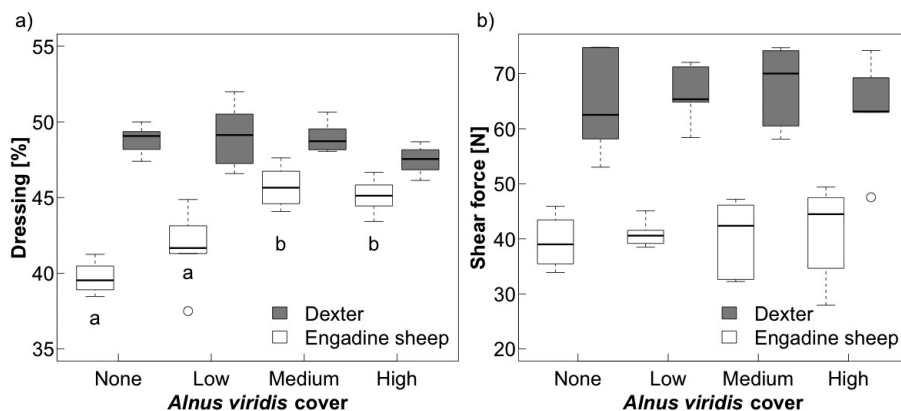 a)
55
50
45
40
35
Dressing [%]
a
a
b
b
Dexter
Engadine sheep
None
Low
Medium
High
Alnus viridis cover
b)
70
60
50
40
30
20
Shear force [N]
Dexter
Engadine sheep
None
Low
Medium
High
Alnus viridis cover